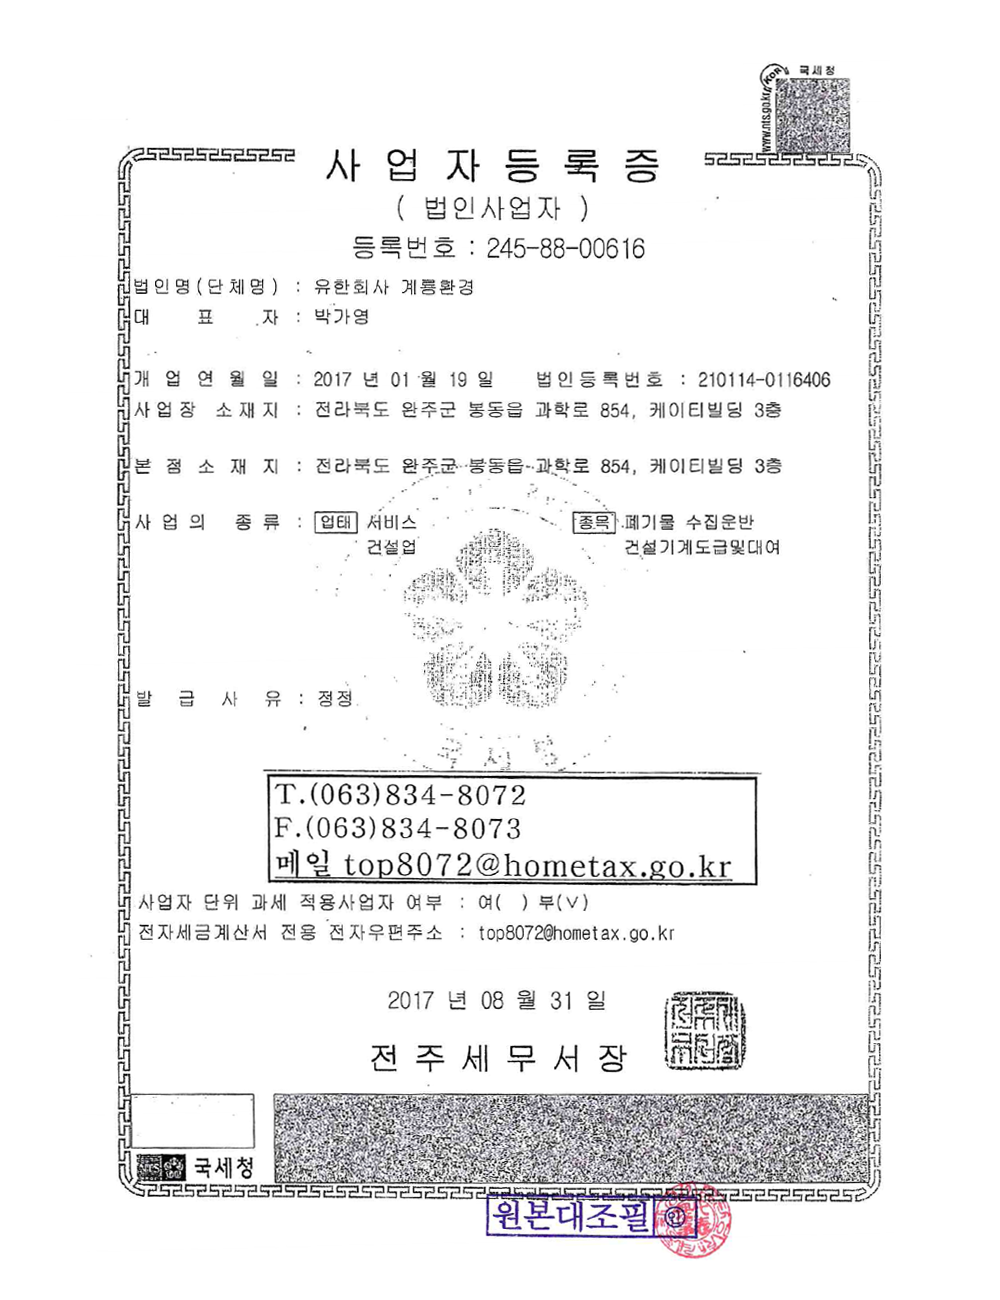 국세청
www.nts.go.kr
KOR
사업자등록증
( 법인사업자 )
등록번호 : 245-88-00616
법인명(단체명) : 유한회사 계룡환경
대 표 자 : 박가영
개 업 연 월 일 : 2017 년 01 월 19 일 법인등록번호 : 210114-0116406
사업장 소재지 : 전라북도 완주군 봉동읍 과학로 854, 케이티빌딩 3층
본 점 소 재 지 : 전라북도 완주군 봉동읍 과학로 854, 케이티빌딩 3층
사업의 종류 : 업태 서비스 종목 폐기물 수집운반
건설업 건설기계도급및대여
발 급 사 유 : 정정
T.(063)834-8072
F.(063)834-8073
메일 top8072@hometax.go.kr
사업자 단위 과세 적용사업자 여부 : 여( ) 부(∨)
전자세금계산서 전용 전자우편주소 : top8072@hometax.go.kr
2017 년 08 월 31 일
전주세무서장
국세청
원본대조필 인